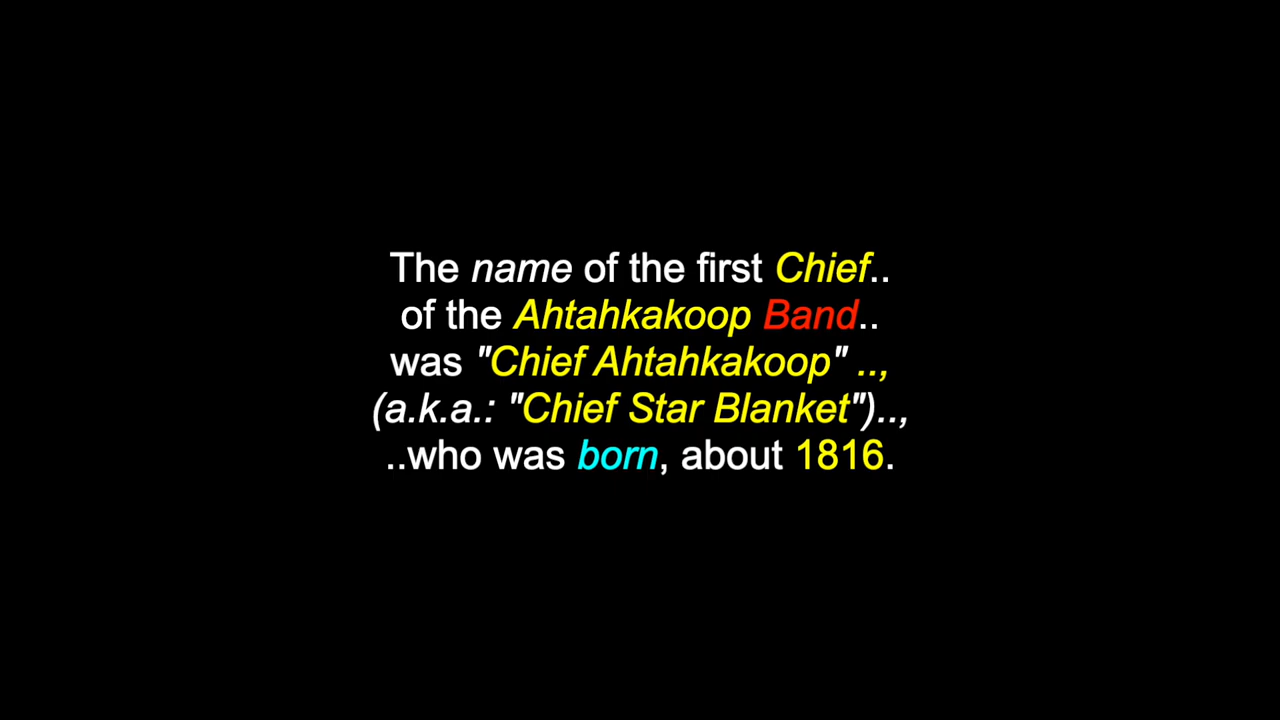 The name of the first Chief..
of the Ahtahkakoop Band..
was "Chief Ahtahkakoop" ..,
(a.k.a.: "Chief Star Blanket")..,
..who was born, about 1816.